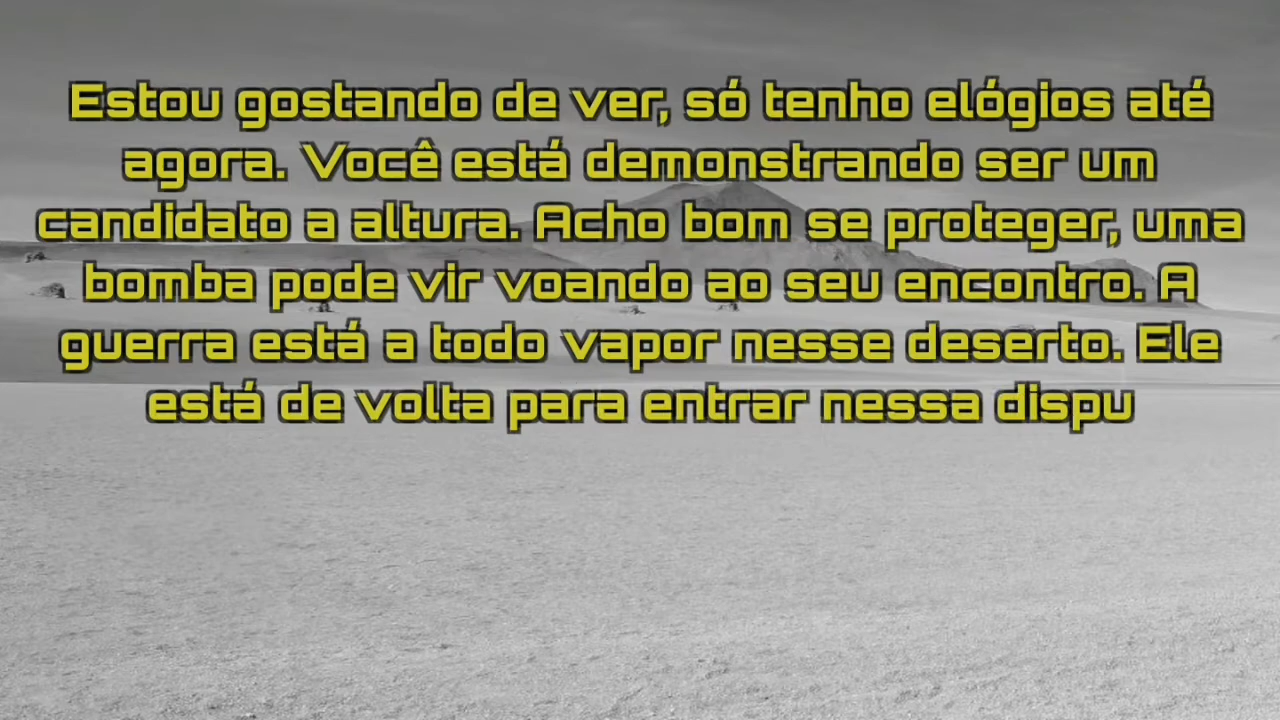 Estou gostando de ver, só tenho elógios até
agora. Você está demonstrando ser um
candidato a altura. Acho bom se proteger, uma
bomba pode vir voando ao seu encontro. A
guerra está a todo vapor nesse deserto. Ele
está de volta para entrar nessa dispu